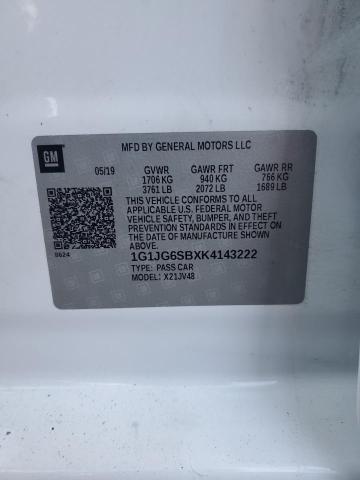 GM
MFD BY GENERAL MOTORS LLC
05/19 GVWR GAWR FRT GAWR RR
1706 KG 940 KG 766 KG
3761 LB 2072 LB 1689 LB
THIS VEHICLE CONFORMS TO ALL
APPLICABLE U.S. FEDERAL MOTOR
VEHICLE SAFETY, BUMPER, AND THEFT
PREVENTION STANDARDS IN EFFECT ON
THE DATE OF MANUFACTURE SHOWN
ABOVE.
8624
1G1JG6SBXK4143222
TYPE: PASS CAR
MODEL: X21JV48